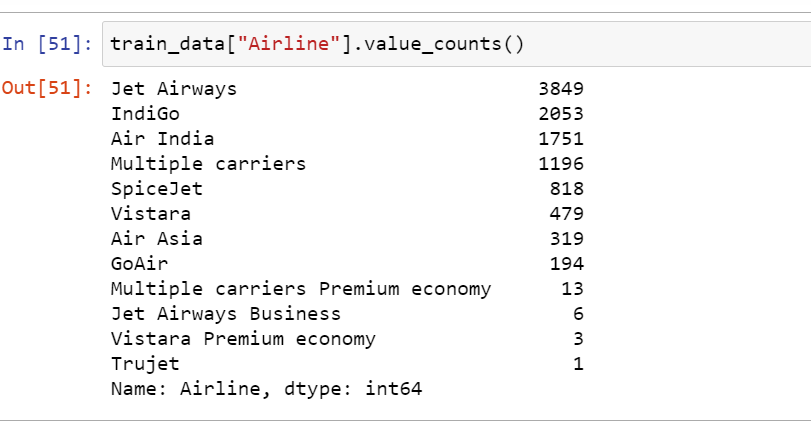 In [51]: train_data["Airline"].value_counts()
Out[51]: Jet Airways 3849
IndiGo 2053
Air India 1751
Multiple carriers 1196
SpiceJet 818
Vistara 479
Air Asia 319
GoAir 194
Multiple carriers Premium economy 13
Jet Airways Business 6
Vistara Premium economy 3
Trujet 1
Name: Airline, dtype: int64